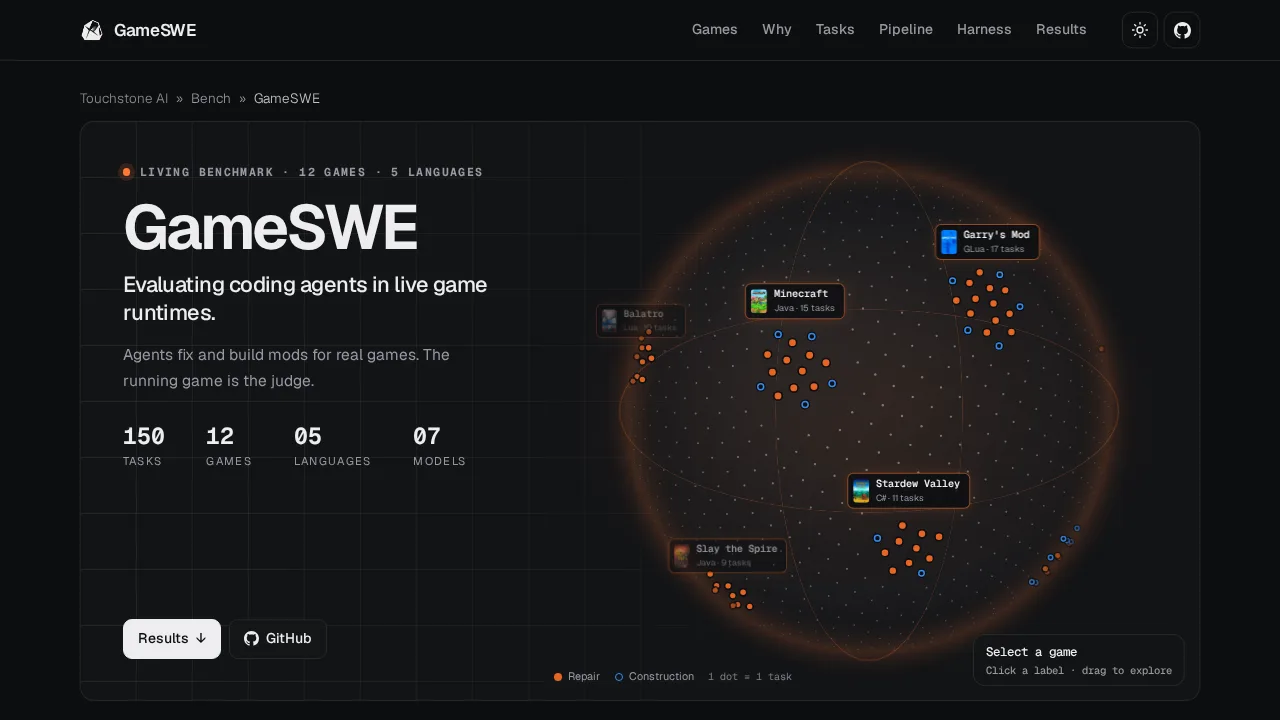 GameSWE
Games Why Tasks Pipeline Harness Results
Touchstone AI » Bench » GameSWE
LIVING BENCHMARK · 12 GAMES · 5 LANGUAGES
GameSWE
Evaluating coding agents in live game
runtimes.
Agents fix and build mods for real games. The
running game is the judge.
150 12 05 07
TASKS GAMES LANGUAGES MODELS
Results ↓ GitHub
Garry's Mod
GLua · 17 tasks
Minecraft
Java · 15 tasks
Balatro
Lua tasks
Stardew Valley
C# · 11 tasks
Slay the Spire
Java · 9 tasks
Repair Construction 1 dot = 1 task
Select a game
Click a label · drag to explore